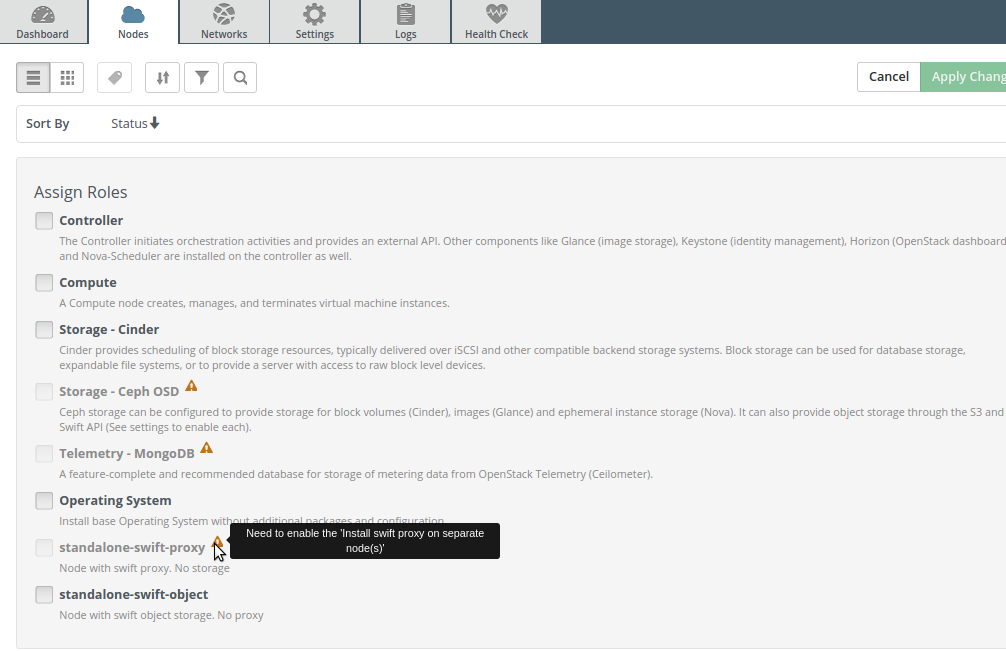 Dashboard
Nodes
Networks
Settings
Logs
Health Check
Cancel
Apply Chang
Sort By
Status
Assign Roles
Controller
The Controller initiates orchestration activities and provides an external API. Other components like Glance (image storage), Keystone (identity management), Horizon (OpenStack dashboard
and Nova-Scheduler are installed on the controller as well.
Compute
A Compute node creates, manages, and terminates virtual machine instances.
Storage - Cinder
Cinder provides scheduling of block storage resources, typically delivered over iSCSI and other compatible backend storage systems. Block storage can be used for database storage,
expandable file systems, or to provide a server with access to raw block level devices.
Storage - Ceph OSD
Ceph storage can be configured to provide storage for block volumes (Cinder), images (Glance) and ephemeral instance storage (Nova). It can also provide object storage through the S3 and
Swift API (See settings to enable each).
Telemetry - MongoDB
A feature-complete and recommended database for storage of metering data from OpenStack Telemetry (Ceilometer).
Operating System
Install base Operating System without additional packages and configuration.
standalone-swift-proxy
Need to enable the 'Install swift proxy on separate
node(s)'
Node with swift proxy. No storage
standalone-swift-object
Node with swift object storage. No proxy